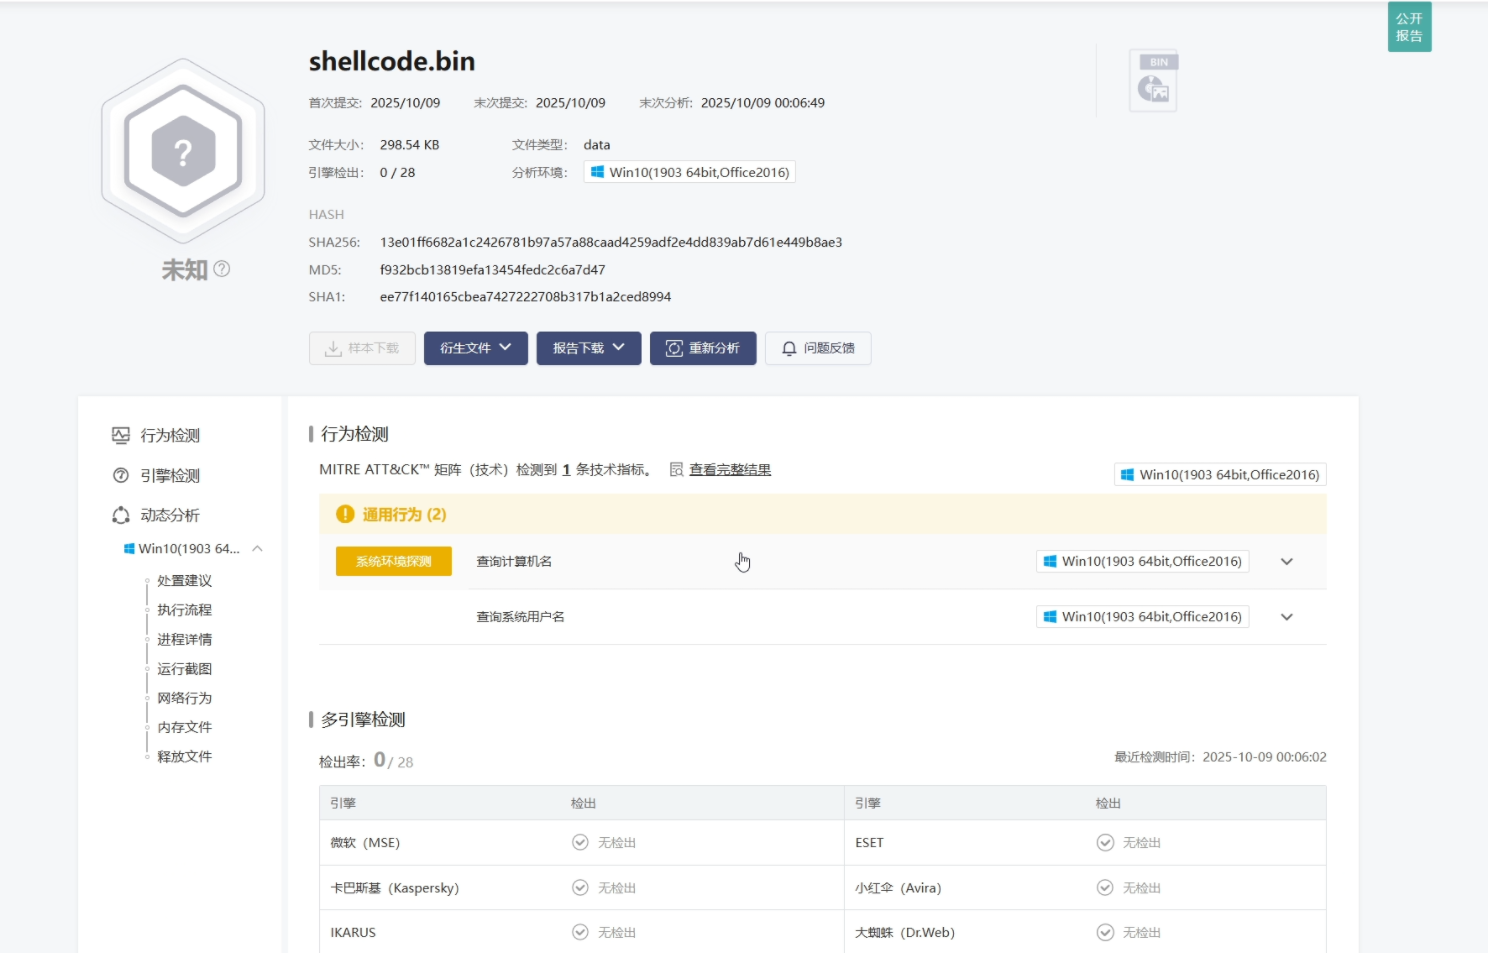 公开
报告
shellcode.bin
BIN
首次提交: 2025/10/09 末次提交: 2025/10/09 末次分析: 2025/10/09 00:06:49
文件大小: 298.54 KB 文件类型: data
引擎检出: 0 / 28 分析环境: Win10(1903 64bit,Office2016)
HASH
SHA256: 13e01ff6682a1c2426781b97a57a88caad4259adf2e4dd839ab7d61e449b8ae3
未知
MD5: f932bcb13819efa13454fedc2c6a7d47
SHA1: ee77f140165cbea7427222708b317b1a2ced8994
样本下载 衍生文件 报告下载 重新分析 问题反馈
行为检测
引擎检测
动态分析
Win10(1903 64...
处置建议
执行流程
进程详情
运行截图
网络行为
内存文件
释放文件
行为检测
MITRE ATT&CK™ 矩阵（技术）检测到 1 条技术指标。 查看完整结果 Win10(1903 64bit,Office2016)
通用行为 (2)
系统环境探测 查询计算机名 Win10(1903 64bit,Office2016)
查询系统用户名 Win10(1903 64bit,Office2016)
多引擎检测
检出率: 0 / 28 最近检测时间: 2025-10-09 00:06:02
引擎 检出 引擎 检出
微软（MSE） 无检出 ESET 无检出
卡巴斯基（Kaspersky） 无检出 小红伞（Avira） 无检出
IKARUS 无检出 大蜘蛛（Dr.Web） 无检出